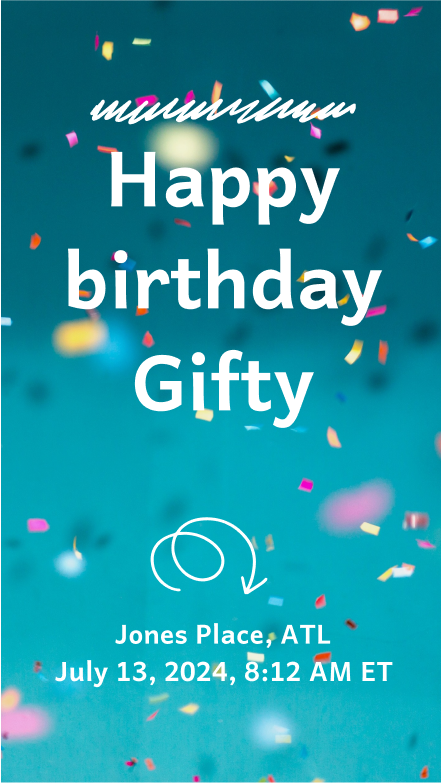 Happy
birthday
Gifty
Jones Place, ATL
July 13, 2024, 8:12 AM ET